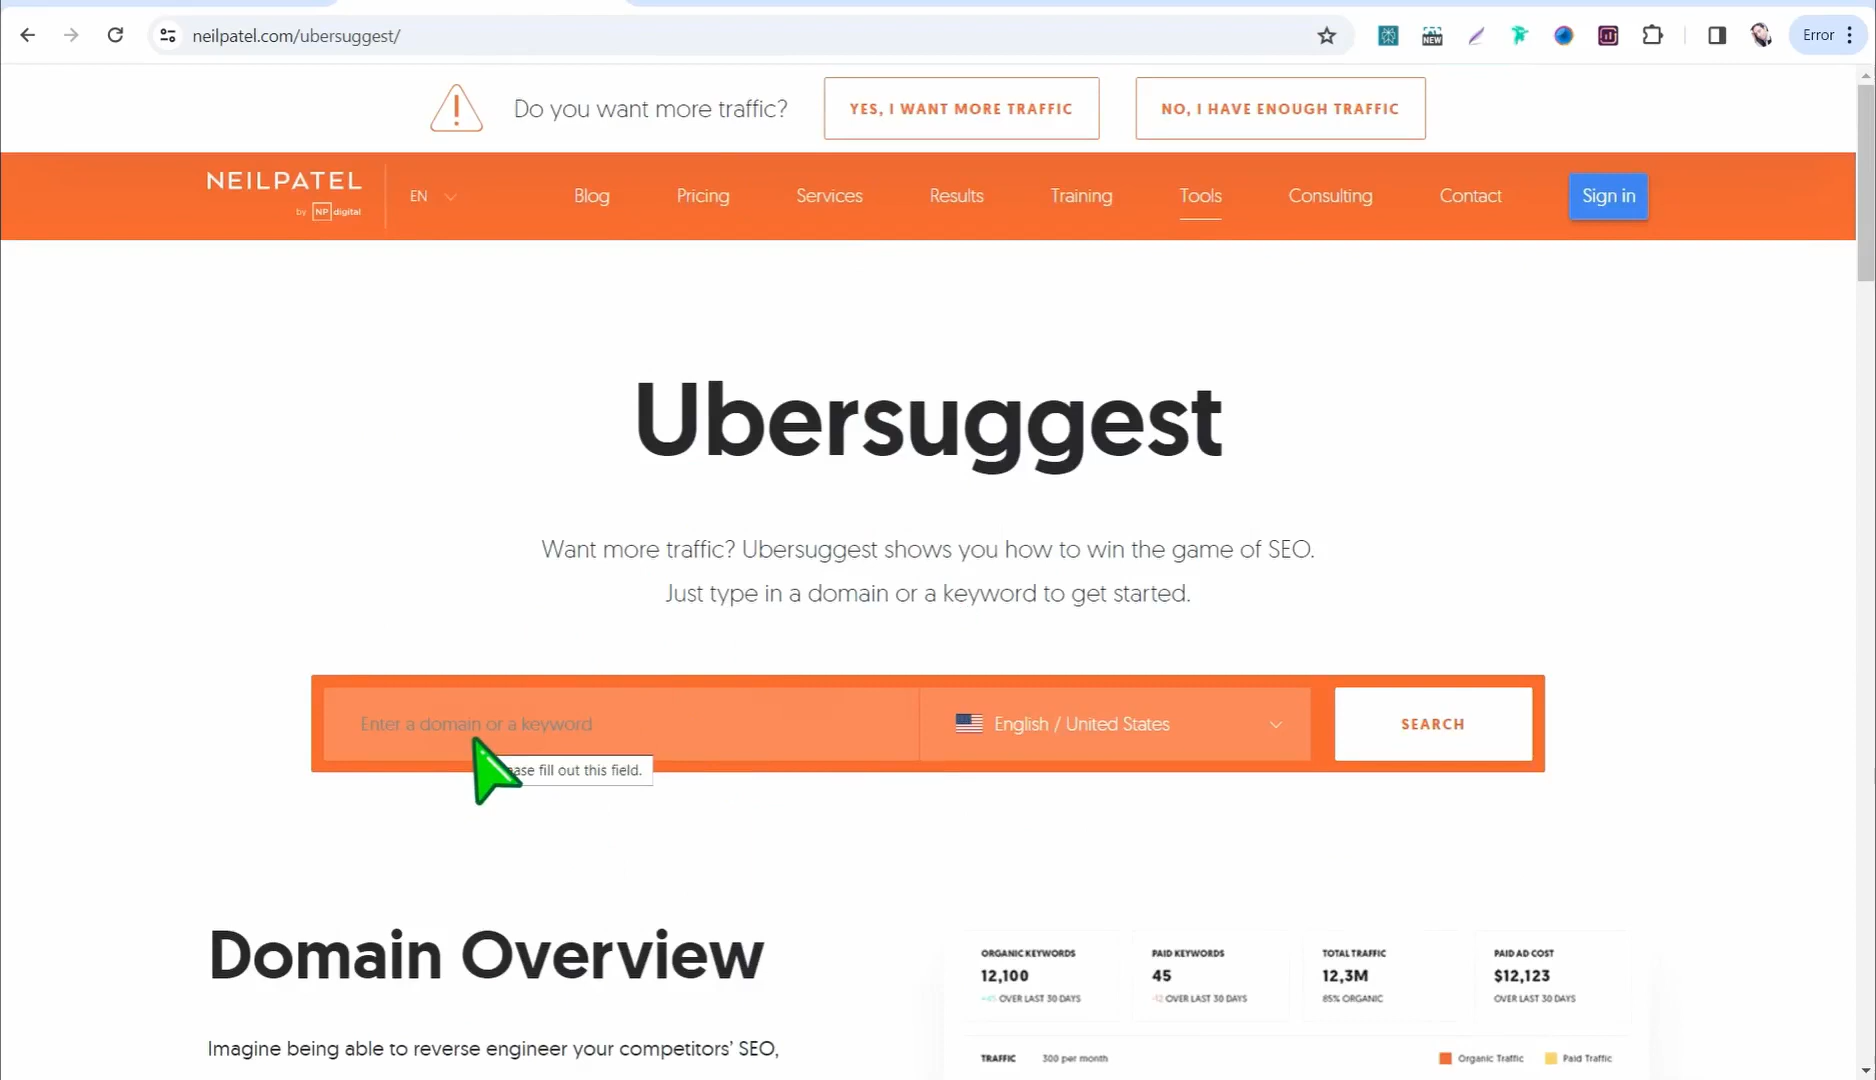 neilpatel.com/ubersuggest/
NEW
Error
Do you want more traffic?
YES, I WANT MORE TRAFFIC
NO, I HAVE ENOUGH TRAFFIC
NEILPATEL
by NP digital
EN
Blog
Pricing
Services
Results
Training
Tools
Consulting
Contact
Sign in
Ubersuggest
Want more traffic? Ubersuggest shows you how to win the game of SEO.
Just type in a domain or a keyword to get started.
Enter a domain or a keyword
English / United States
SEARCH
fill out this field.
Domain Overview
Imagine being able to reverse engineer your competitors’ SEO,
ORGANIC KEYWORDS
12,100
OVER LAST 30 DAYS
PAID KEYWORDS
45
-12 OVER LAST 30 DAYS
TOTAL TRAFFIC
12,3M
85% ORGANIC
PAID AD COST
$12,123
OVER LAST 30 DAYS
TRAFFIC
300 per month
Organic Traffic
Paid Traffic